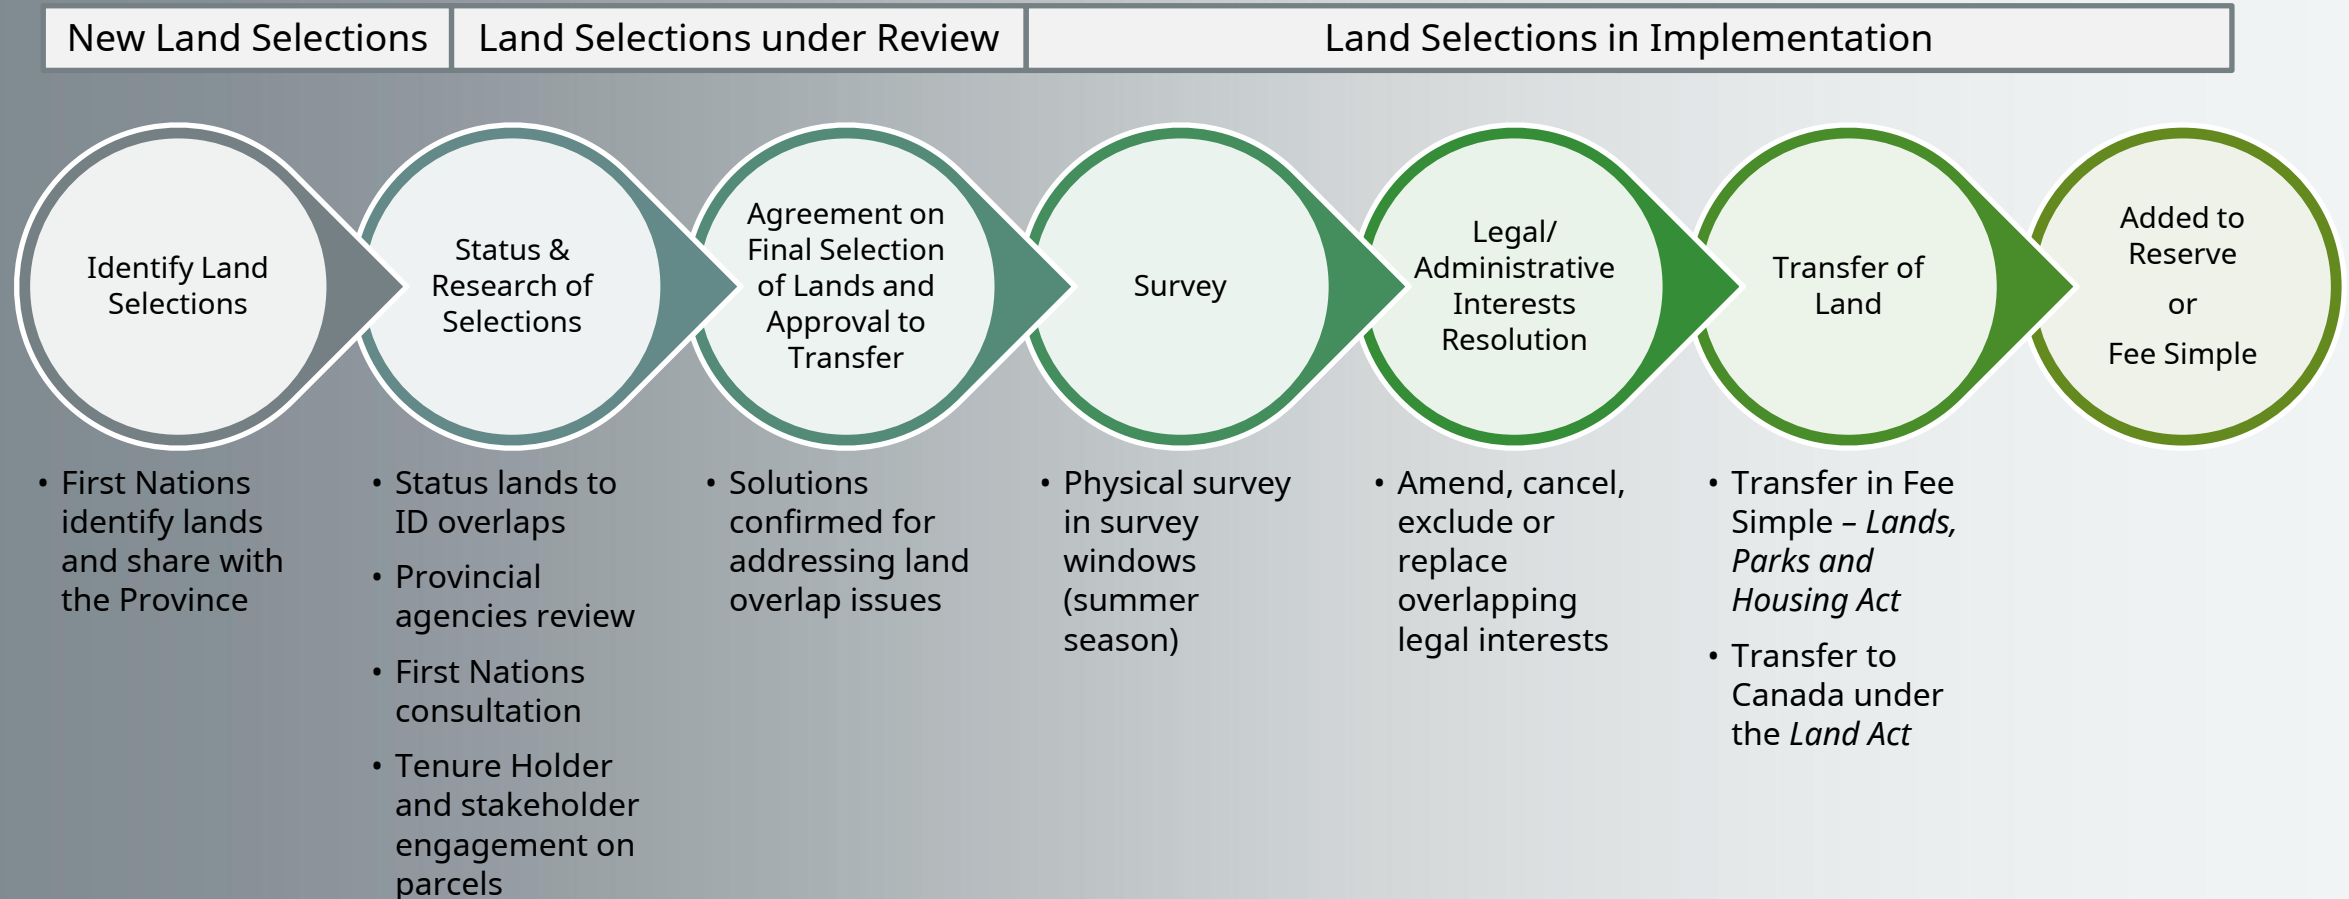 New Land Selections
Land Selections under Review
Land Selections in Implementation
Identify Land
Selections
Status &
Research of
Selections
Agreement on
Final Selection
of Lands and
Approval to
Transfer
Survey
Legal/
Administrative
Interests
Resolution
Transfer of
Land
Added to
Reserve
or
Fee Simple
• First Nations
identify lands
and share with
the Province
• Status lands to
ID overlaps
• Provincial
agencies review
• First Nations
consultation
• Tenure Holder
and stakeholder
engagement on
parcels
• Solutions
confirmed for
addressing land
overlap issues
• Physical survey
in survey
windows
(summer
season)
• Amend, cancel,
exclude or
replace
overlapping
legal interests
• Transfer in Fee
Simple – Lands,
Parks and
Housing Act
• Transfer to
Canada under
the Land Act